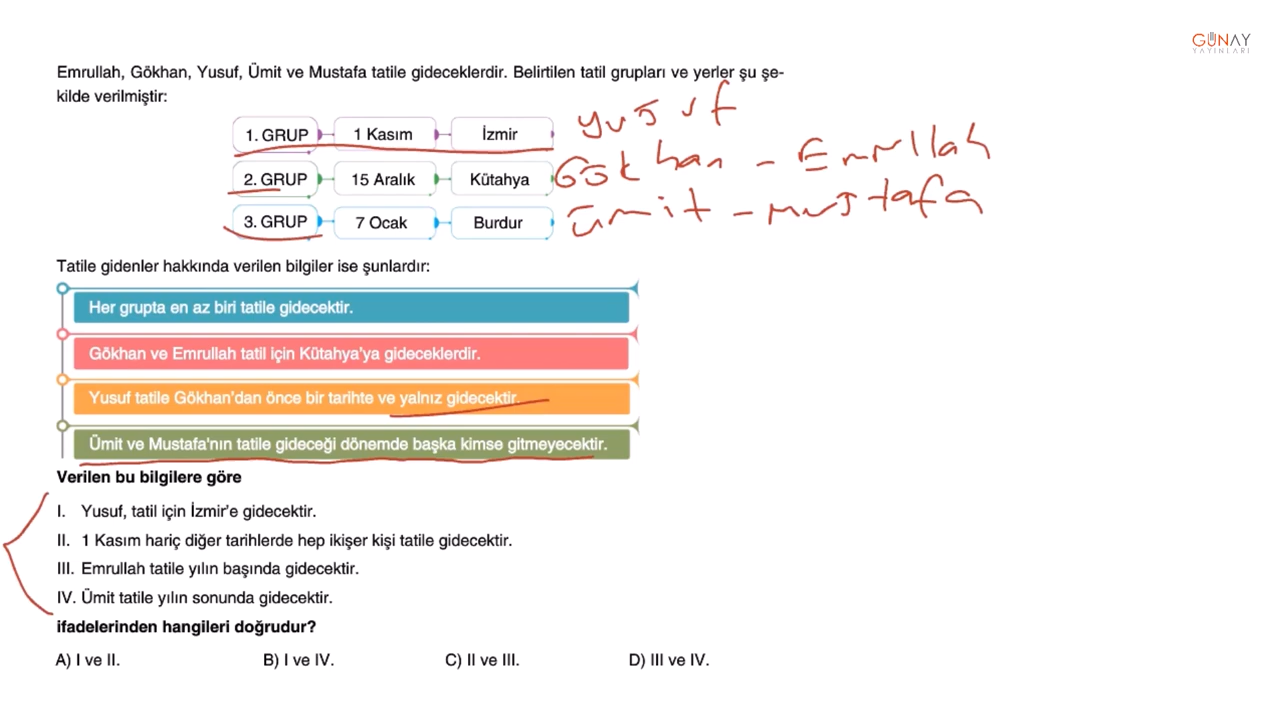 GÜNAY
YAYINLARI
Emrullah, Gökhan, Yusuf, Ümit ve Mustafa tatile gideceklerdir. Belirtilen tatil grupları ve yerler şu şe-
kilde verilmiştir:
1. GRUP 1 Kasım İzmir Yusuf
2. GRUP 15 Aralık Kütahya Gökhan - Emrullah
3. GRUP 7 Ocak Burdur Ümit - Mustafa
Tatile gidenler hakkında verilen bilgiler ise şunlardır:
Her grupta en az biri tatile gidecektir.
Gökhan ve Emrullah tatil için Kütahya'ya gideceklerdir.
Yusuf tatile Gökhan'dan önce bir tarihte ve yalnız gidecektir.
Ümit ve Mustafa'nın tatile gideceği dönemde başka kimse gitmeyecektir.
Verilen bu bilgilere göre
I. Yusuf, tatil için İzmir'e gidecektir.
II. 1 Kasım hariç diğer tarihlerde hep ikişer kişi tatile gidecektir.
III. Emrullah tatile yılın başında gidecektir.
IV. Ümit tatile yılın sonunda gidecektir.
ifadelerinden hangileri doğrudur?
A) I ve II. B) I ve IV. C) II ve III. D) III ve IV.